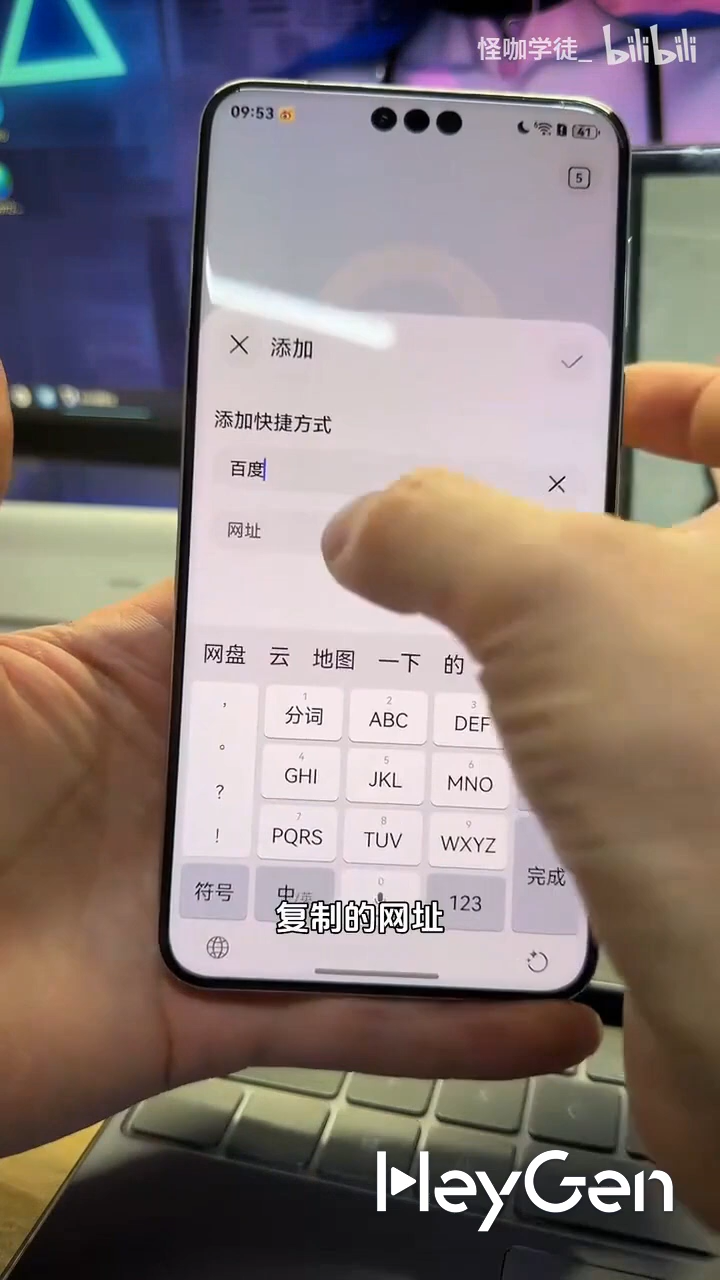 怪咖学徒_ bilibili
09:53
41
5
添加
添加快捷方式
百度
网址
网盘 云 地图 一下 的
， 1 分词 2 ABC 3 DEF
。 4 GHI 5 JKL 6 MNO
？ 7 PQRS 8 TUV 9 WXYZ
！
符号 中/英 0 123 完成
复制的网址
HeyGen